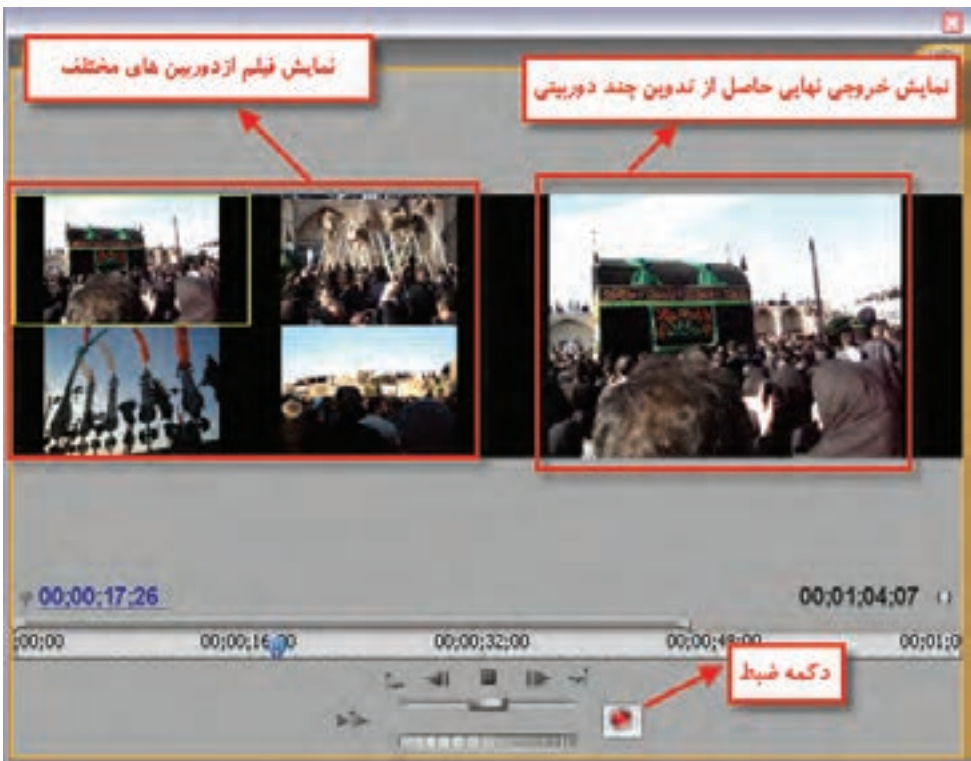 نمایش خروجی نهایی حاصل از تدوین چند دوربینی
نمایش فیلم از دوربین های مختلف
00;00;17;26
00;01;04;07
;00;00
00;00;16;00
00;00;32;00
00;00;48;00
00;01;0
دکمه ضبط